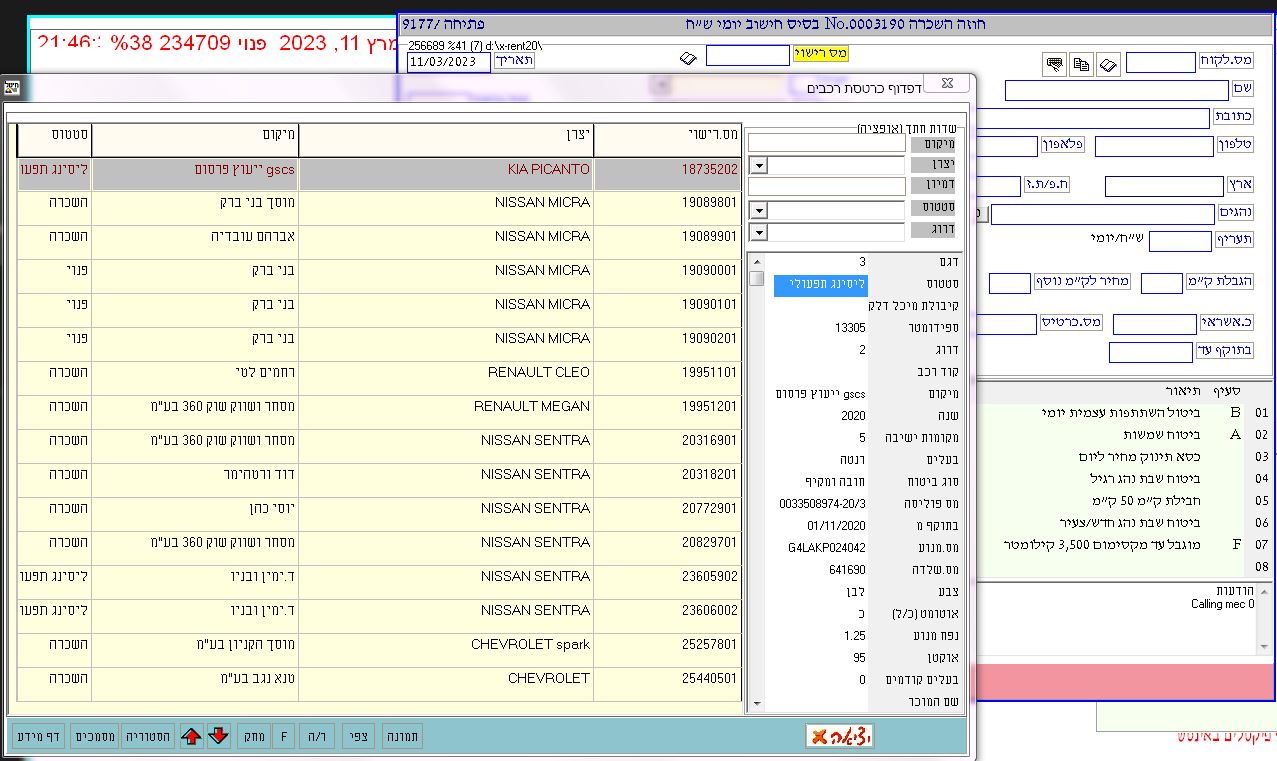 חוזה השכרה No.0003190 בסיס חישוב יומי ש״ח
פתיחה /9177
מרץ 11, 2023 פנוי 234709 %38
256689 %41 (7) d:\x-rent20\
תאריך
11/03/2023
מס רישוי
מס.לקוח
שם
כתובת
טלפון
פלאפון
ארץ
ח.פ/ת.ז
נהגים
תעריף
ש״ח/יומי
הגבלת ק״מ
מחיר לק״מ נוסף
כ.אשראי
מס.כרטיס
בתוקף עד
סעיף תיאור
01 B ביטול השתתפות עצמית יומי
02 A ביטוח שמשות
03 כסא תינוק מחיר ליום
04 ביטוח שבת נהג רגיל
05 חבילת ק״מ 50 ק״מ
06 ביטוח שבת נהג חדש/צעיר
07 F מוגבל עד מקסימום 3,500 קילומטר
08
הודעות
Calling mec 0
פיקסלים באינטש
דפדוף כרטסת רכבים
שדות חתך (אופציה)
מיקום
יצרן
דמיון
סטטוס
דרוג
דגם 3
סטטוס ליסינג תפעולי
קיבולת מיכל דלק
ספידומטר 13305
דרוג 2
קוד רכב
מיקום gscs ייעוץ פרסום
שנה 2020
מקומות ישיבה 5
בעלים רנטה
סוג ביטוח חובה ומקיף
מס פוליסה 0033508974-20/3
בתוקף מ 01/11/2020
מס.מנוע G4LAKP024042
מס.שלדה 641690
צבע לבן
אוטומט (כ/ל) כ
נפח מנוע 1.25
אוקטן 95
בעלים קודמים 0
שם המוכר
מס.רישוי יצרן מיקום סטטוס
18735202 KIA PICANTO gscs ייעוץ פרסום ליסינג תפעו
19089801 NISSAN MICRA מוסך בני ברק השכרה
19089901 NISSAN MICRA אברהם עובדיה השכרה
19090001 NISSAN MICRA בני ברק פנוי
19090101 NISSAN MICRA בני ברק פנוי
19090201 NISSAN MICRA בני ברק פנוי
19951101 RENAULT CLEO רחמים לטי השכרה
19951201 RENAULT MEGAN מסחר ושווק שוק 360 בע"מ השכרה
20316901 NISSAN SENTRA מסחר ושווק שוק 360 בע"מ השכרה
20318201 NISSAN SENTRA דוד ורטהימר השכרה
20772901 NISSAN SENTRA יוסי כהן השכרה
20829701 NISSAN SENTRA מסחר ושווק שוק 360 בע"מ השכרה
23605902 NISSAN SENTRA ד.ימין ובניו ליסינג תפעו
23606002 NISSAN SENTRA ד.ימין ובניו ליסינג תפעו
25257801 CHEVROLET spark מוסך הקניון בע"מ השכרה
25440501 CHEVROLET טנא נגב בע"מ השכרה
יציאה
תמונה
צפי
ר/ה
F
מחק
הסטוריה
מסמכים
דף מידע